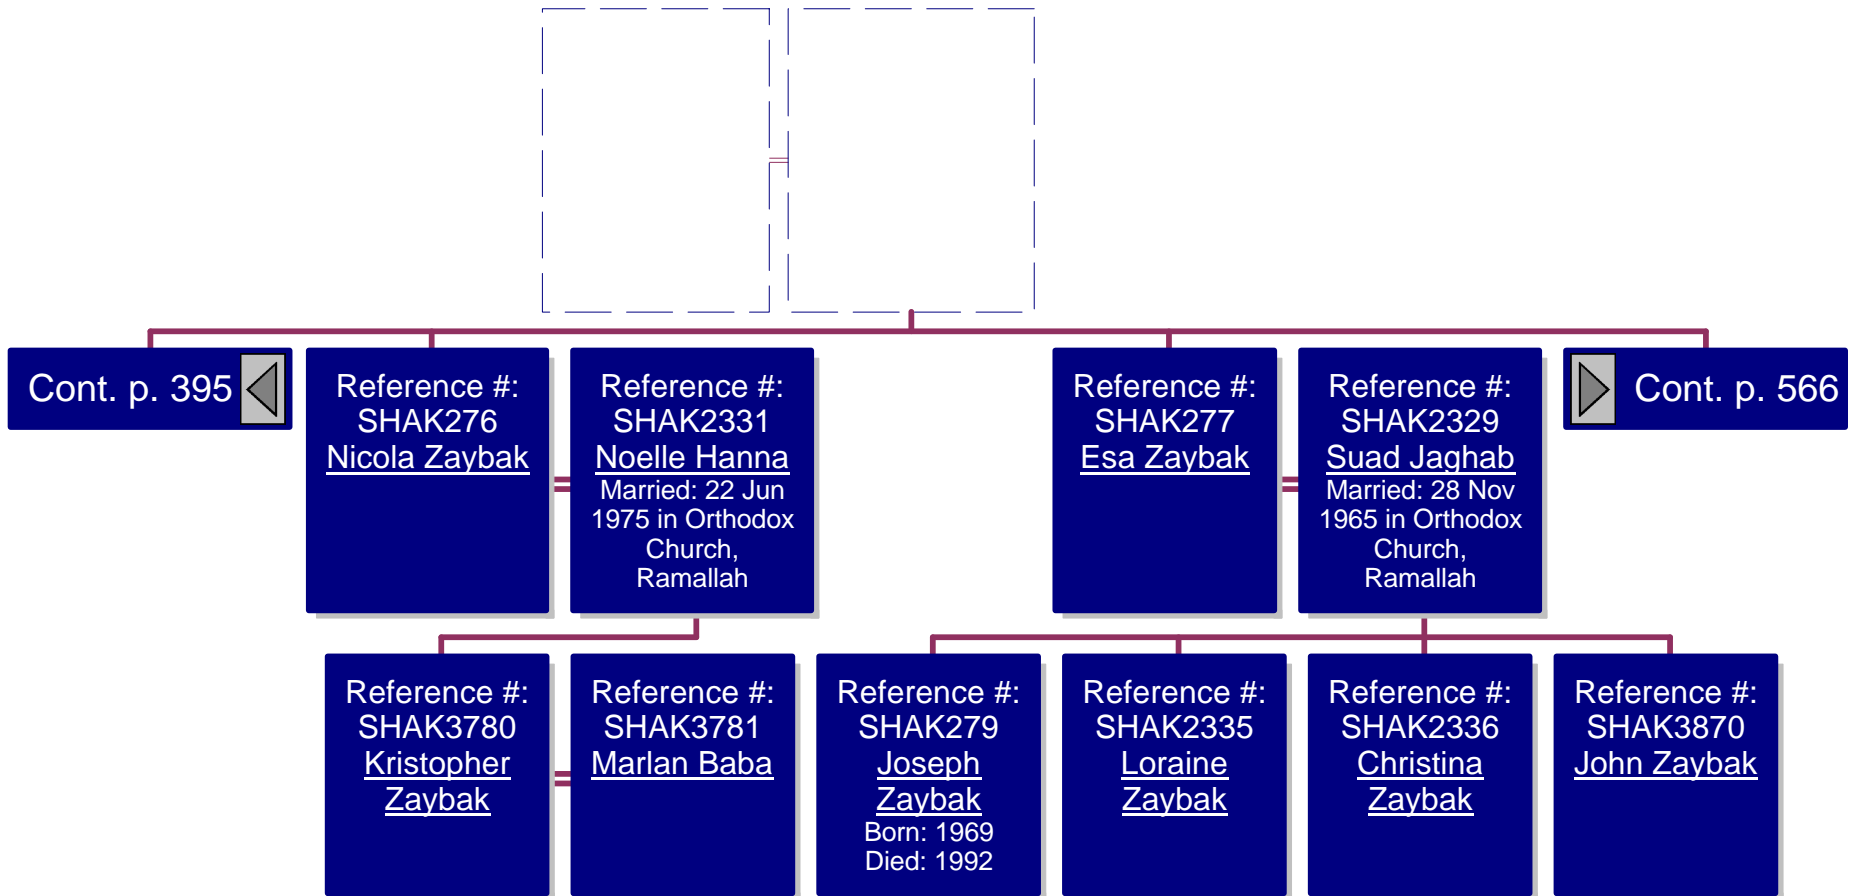 Cont. p. 395
Reference #:
SHAK276
Nicola Zaybak
Reference #:
SHAK2331
Noelle Hanna
Married: 22 Jun
1975 in Orthodox
Church,
Ramallah
Reference #:
SHAK277
Esa Zaybak
Reference #:
SHAK2329
Suad Jaghab
Married: 28 Nov
1965 in Orthodox
Church,
Ramallah
Cont. p. 566
Reference #:
SHAK3780
Kristopher
Zaybak
Reference #:
SHAK3781
Marlan Baba
Reference #:
SHAK279
Joseph
Zaybak
Born: 1969
Died: 1992
Reference #:
SHAK2335
Loraine
Zaybak
Reference #:
SHAK2336
Christina
Zaybak
Reference #:
SHAK3870
John Zaybak